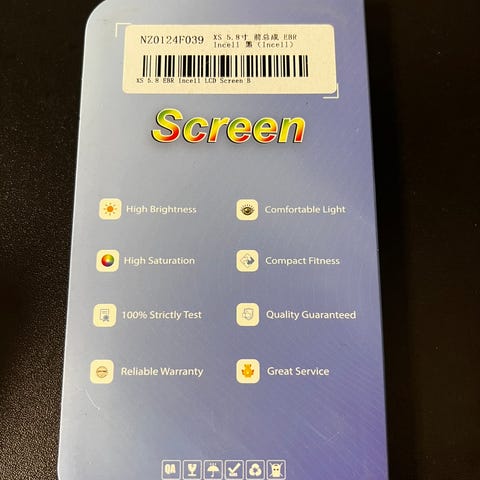 NZ0124F039
XS 5.8寸 前总成 EBR
Incell 黑 (Incell)
XS 5.8 EBR Incell LCD Screen B
Screen
High Brightness
Comfortable Light
High Saturation
Compact Fitness
100% Strictly Test
Quality Guaranteed
Reliable Warranty
Great Service
QA